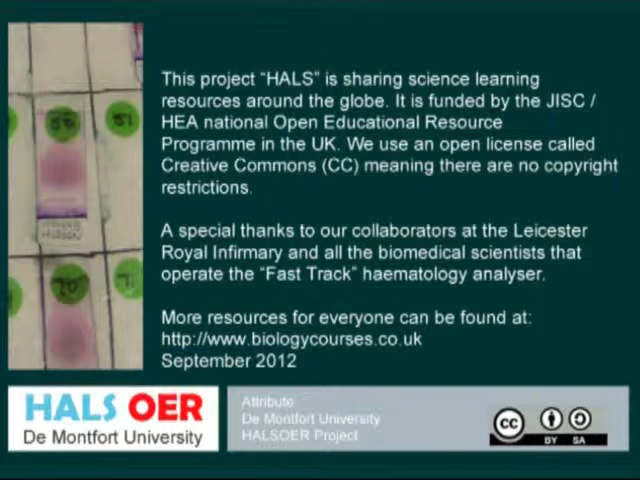 This project “HALS” is sharing science learning
resources around the globe. It is funded by the JISC /
HEA national Open Educational Resource
Programme in the UK. We use an open license called
Creative Commons (CC) meaning there are no copyright
restrictions.
A special thanks to our collaborators at the Leicester
Royal Infirmary and all the biomedical scientists that
operate the “Fast Track” haematology analyser.
More resources for everyone can be found at:
http://www.biologycourses.co.uk
September 2012
51
HALS OER
De Montfort University
Attribute
De Montfort University
HALSOER Project
cc
BY SA